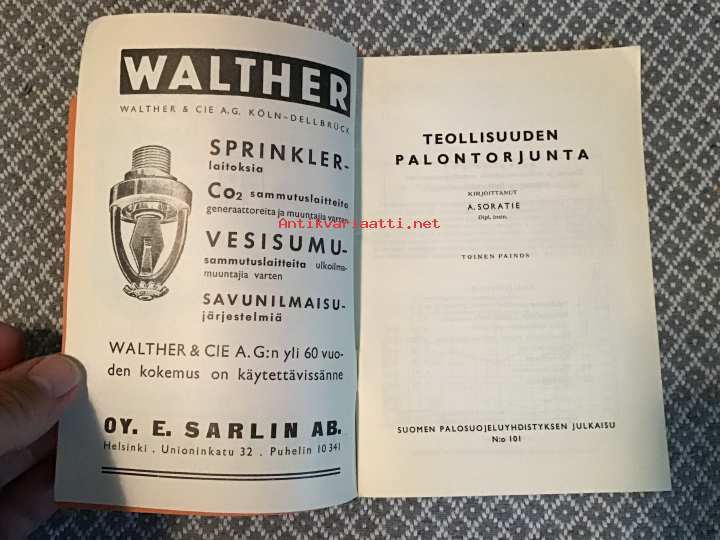 WALTHER
WALTHER & CIE A.G. KÖLN-DELLBRÜCK
SPRINKLER-
laitoksia
CO2 sammutuslaitteita
generaattoreita ja muuntajia varten
VESISUMU-
sammutuslaitteita ulkoilma-
muuntajia varten
SAVUNILMAISU-
järjestelmiä
WALTHER & CIE A.G:n yli 60 vuo-
den kokemus on käytettävissänne
OY. E. SARLIN AB.
Helsinki . Unioninkatu 32 . Puhelin 10 341
TEOLLISUUDEN
PALONTORJUNTA
KIRJOITTANUT
A. SORATIE
Dipl. insin.
TOINEN PAINOS
SUOMEN PALOSUOJELUYHDISTYKSEN JULKAISU
N:o 101
Antikvariaatti.net